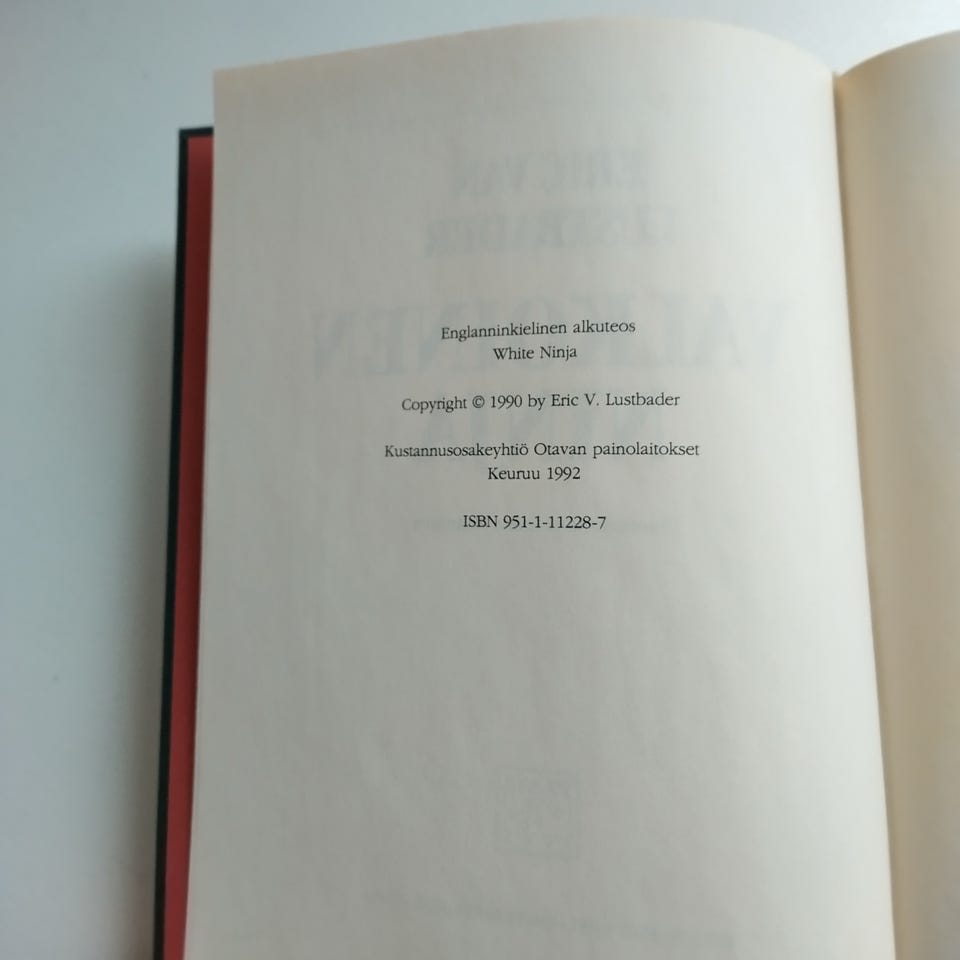 Englanninkielinen alkuteos
White Ninja
Copyright © 1990 by Eric V. Lustbader
Kustannusosakeyhtiö Otavan painolaitokset
Keuruu 1992
ISBN 951-1-11228-7